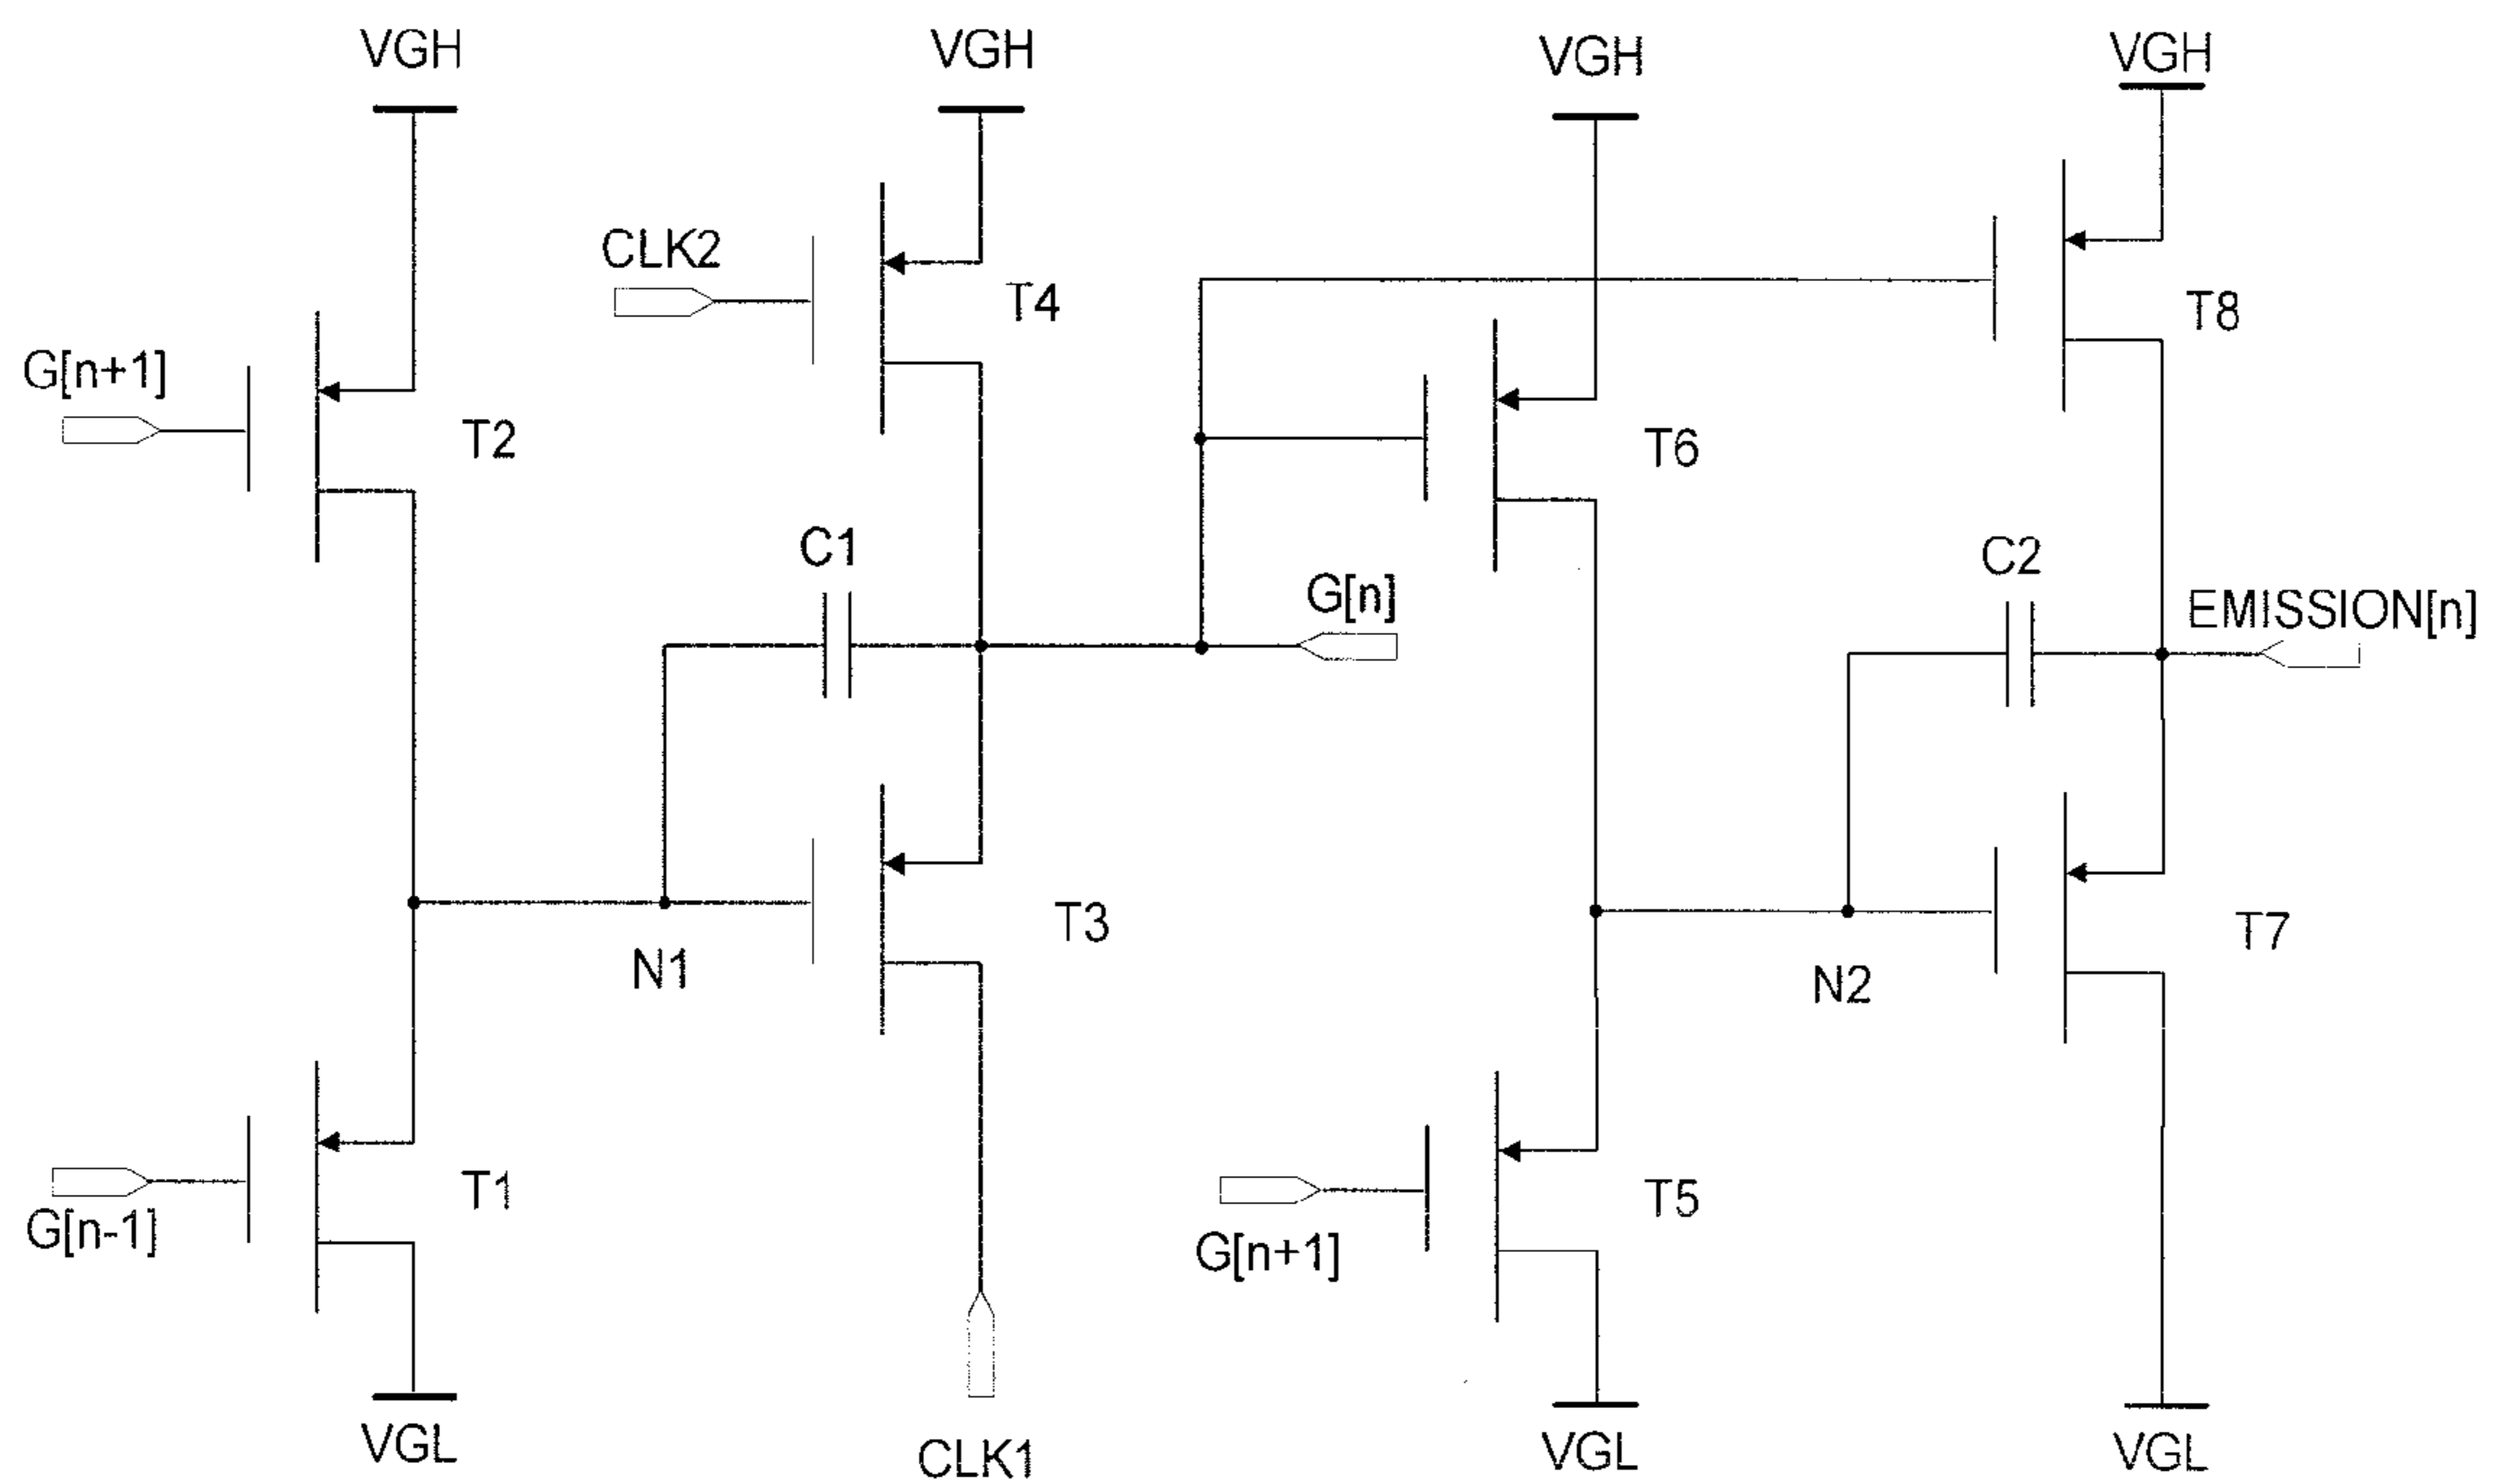 VGH
VGH
VGH
VGH
CLK2
T4
T8
G[n+1]
T2
T6
C1
C2
G[n]
EMISSION[n]
T3
T7
N1
N2
T1
T5
G[n-1]
G[n+1]
VGL
CLK1
VGL
VGL